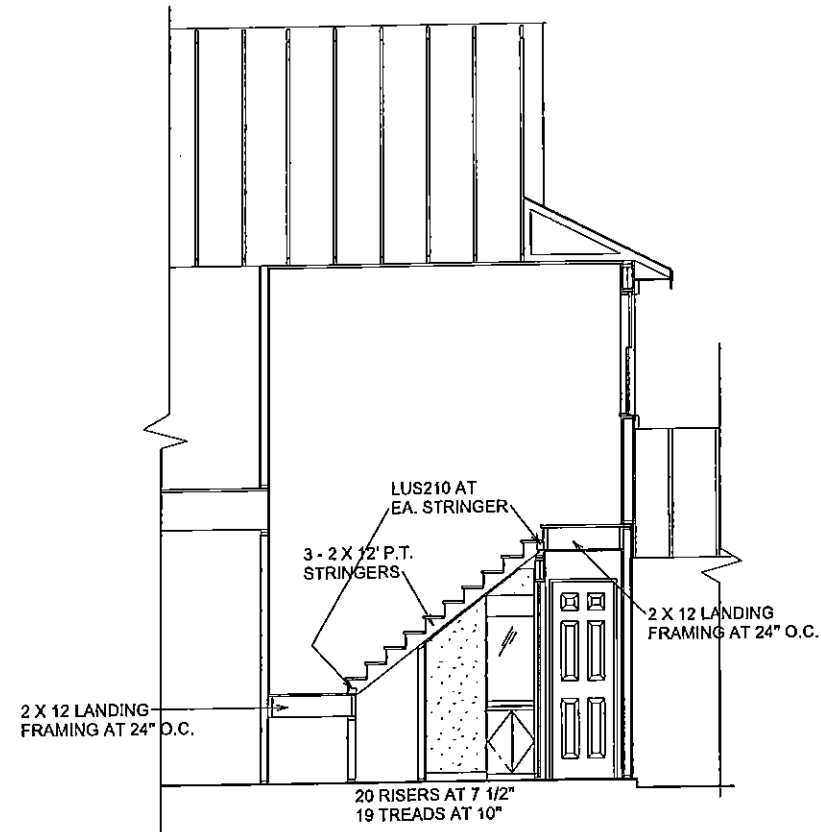 LUS210 AT
EA. STRINGER
3 - 2 X 12' P.T.
STRINGERS
2 X 12 LANDING
FRAMING AT 24" O.C.
2 X 12 LANDING
FRAMING AT 24" O.C.
20 RISERS AT 7 1/2"
19 TREADS AT 10"